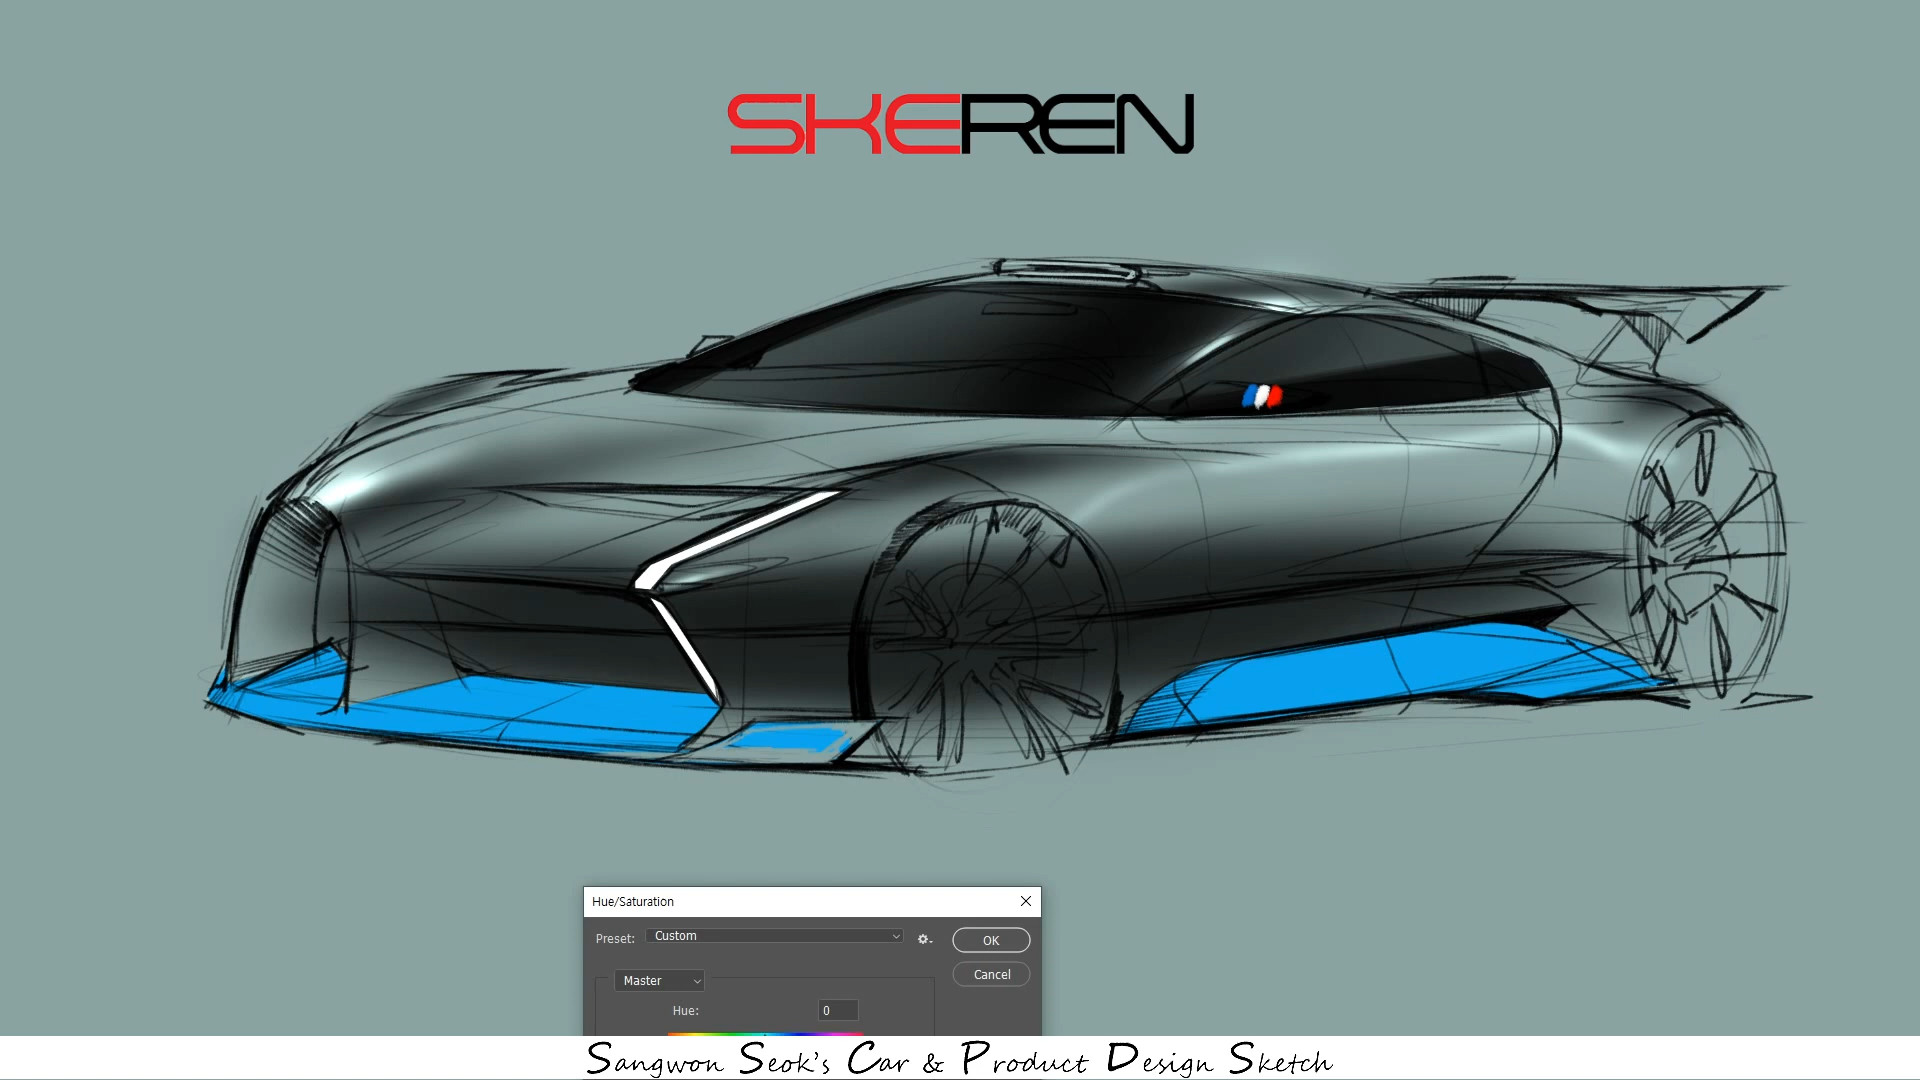 SKEREN
Hue/Saturation
Preset: Custom
OK
Cancel
Master
Hue: 0
Sangwon Seok's Car & Product Design Sketch